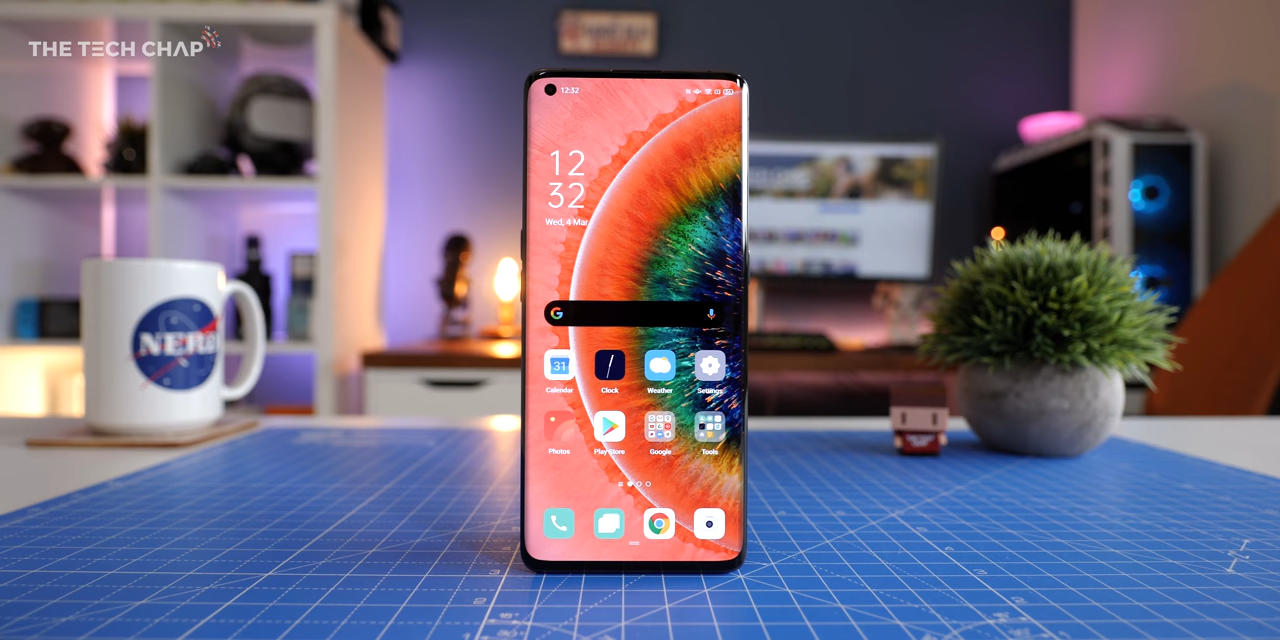 THE TECH CHAP
12:32
12
32
Wed, 4 Mar
G
NERD
31
Calendar
Clock
Weather
Settings
Photos
Play Store
Google
Tools